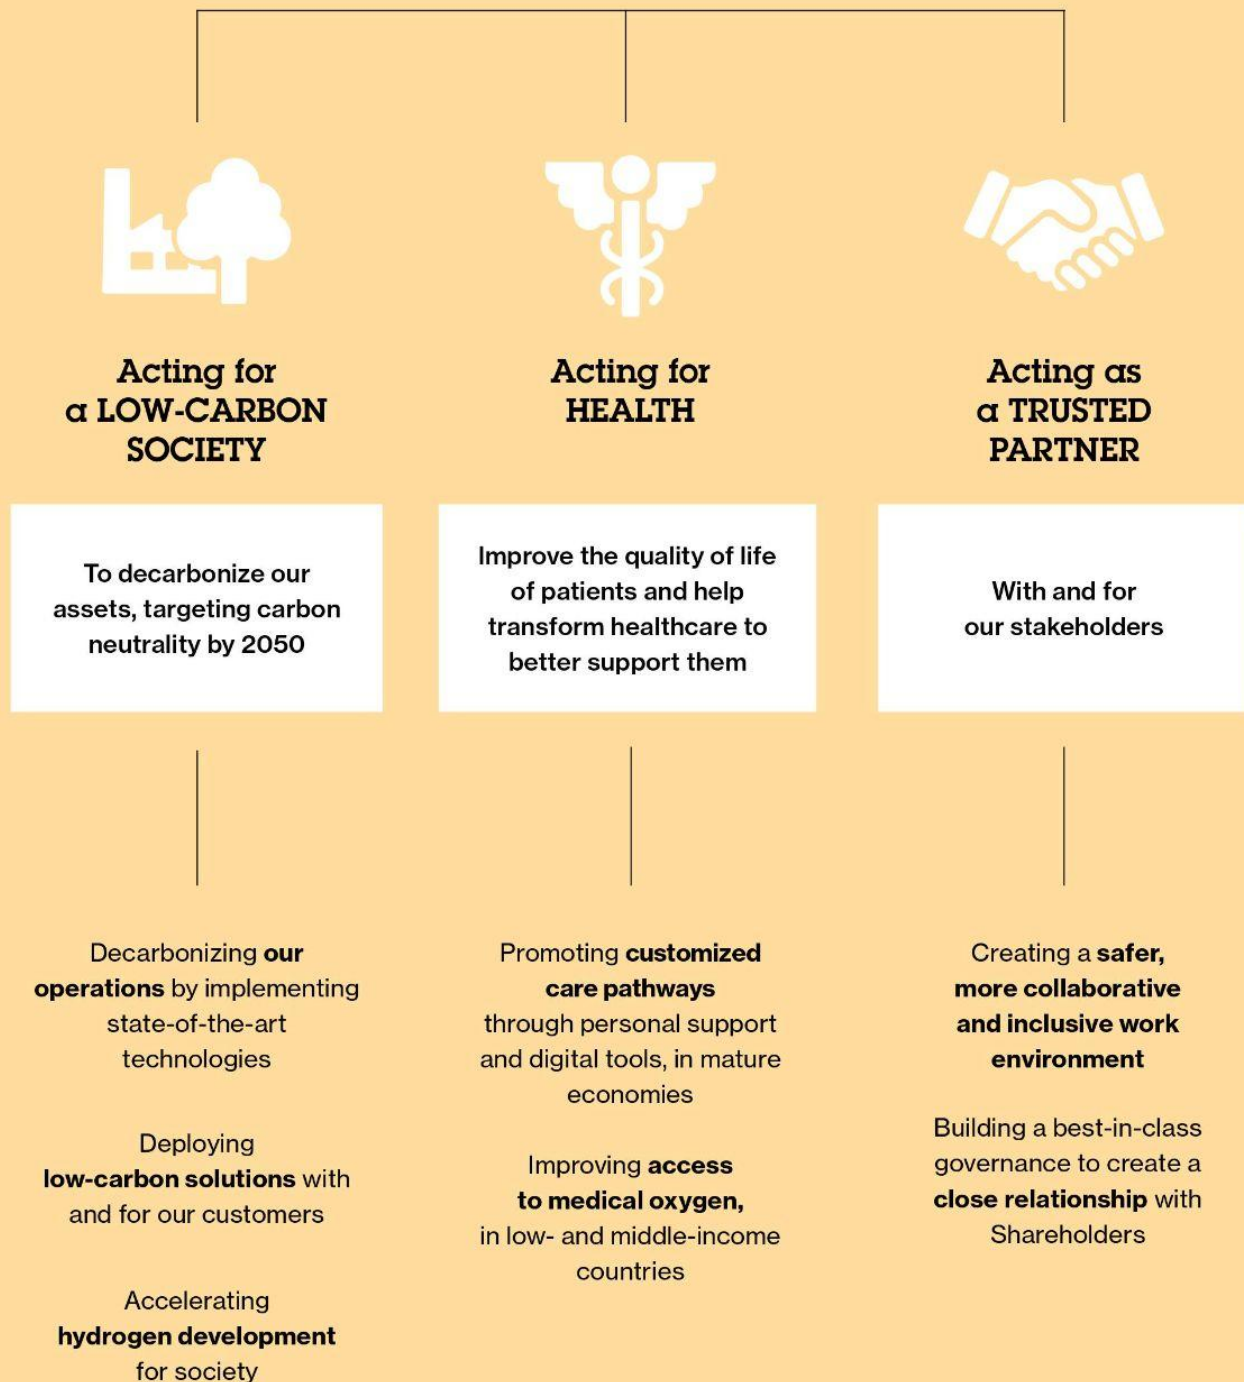 Acting for
a LOW-CARBON
SOCIETY
To decarbonize our
assets, targeting carbon
neutrality by 2050
Decarbonizing our
operations by implementing
state-of-the-art
technologies
Deploying
low-carbon solutions with
and for our customers
Accelerating
hydrogen development
for society
Acting for
HEALTH
Improve the quality of life
of patients and help
transform healthcare to
better support them
Promoting customized
care pathways
through personal support
and digital tools, in mature
economies
Improving access
to medical oxygen,
in low- and middle-income
countries
Acting as
a TRUSTED
PARTNER
With and for
our stakeholders
Creating a safer,
more collaborative
and inclusive work
environment
Building a best-in-class
governance to create a
close relationship with
Shareholders